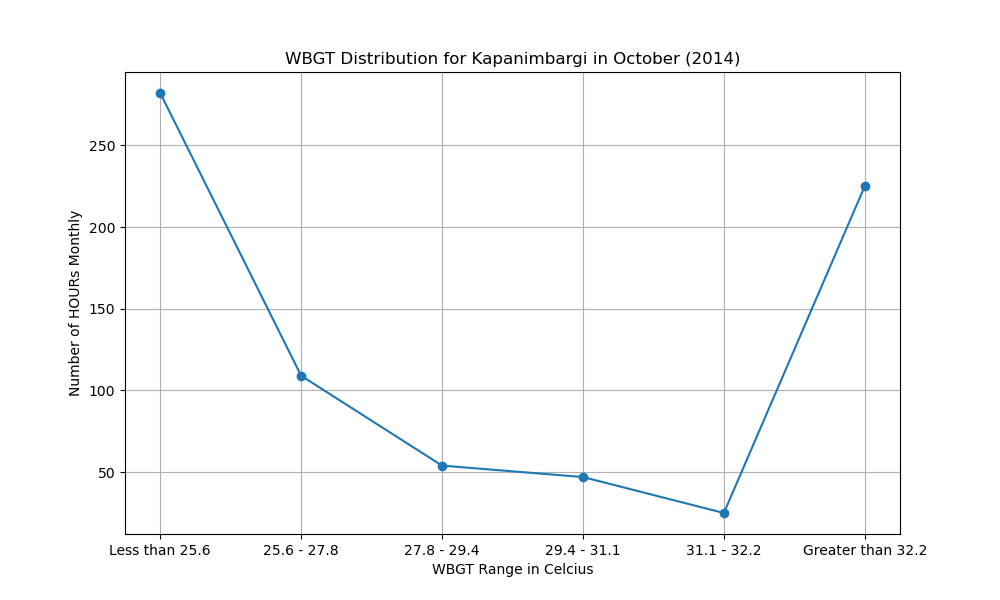 WBGT Distribution for Kapanimbargi in October (2014)
Number of HOURs Monthly
250
200
150
100
50
Less than 25.6 25.6 - 27.8 27.8 - 29.4 29.4 - 31.1 31.1 - 32.2 Greater than 32.2
WBGT Range in Celcius